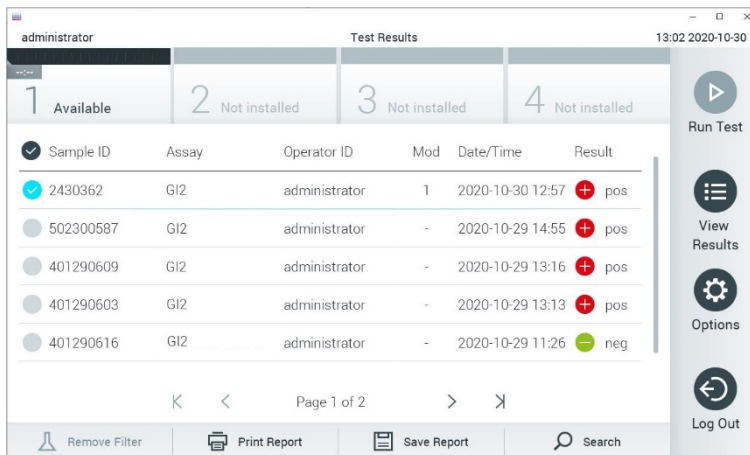 administrator Test Results 13:02 2020-10-30
--:--
1 Available 2 Not installed 3 Not installed 4 Not installed
Run Test
Sample ID Assay Operator ID Mod Date/Time Result
2430362 GI2 administrator 1 2020-10-30 12:57 pos
502300587 GI2 administrator - 2020-10-29 14:55 pos
View
Results
401290609 GI2 administrator - 2020-10-29 13:16 pos
401290603 GI2 administrator - 2020-10-29 13:13 pos
Options
401290616 GI2 administrator - 2020-10-29 11:26 neg
Page 1 of 2
Log Out
Remove Filter Print Report Save Report Search